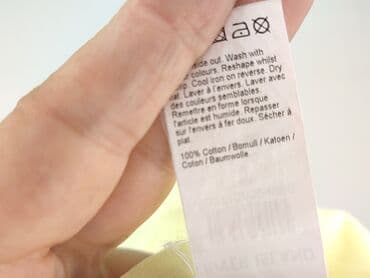 side out. Wash with
colours. Reshape whilst
Cool iron on reverse. Dry
Laver à l'envers. Laver avec
des couleurs semblables.
Remettre en forme lorsque
l'article est humide. Repasser
sur l'envers à fer doux. Sécher à
plat.
100% Cotton / Bomull / Katoen /
Coton / Baumwolle